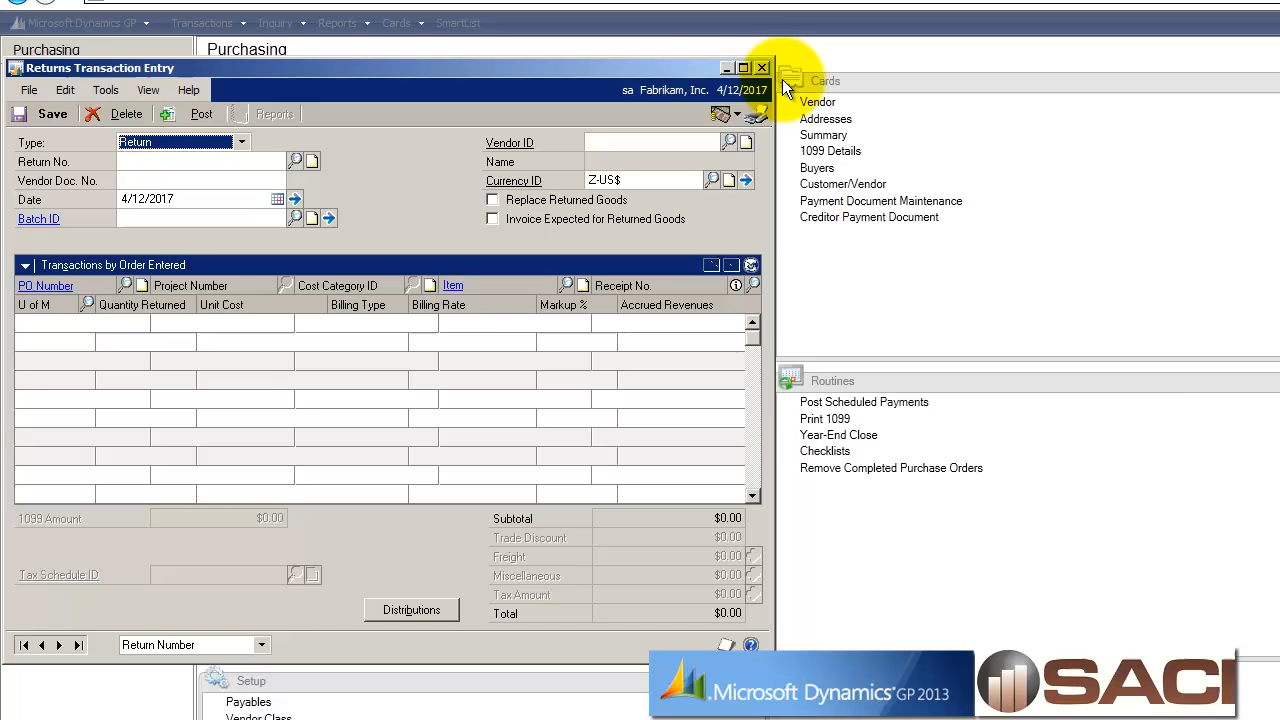 Microsoft Dynamics GP Transactions Inquiry Reports Cards SmartList
Purchasing
Purchasing
Returns Transaction Entry
File Edit Tools View Help
sa Fabrikam, Inc. 4/12/2017
Save Delete Post Reports
Type: Return
Return No.
Vendor Doc. No.
Date 4/12/2017
Batch ID
Vendor ID
Name
Currency ID Z-US$
Replace Returned Goods
Invoice Expected for Returned Goods
Transactions by Order Entered
PO Number Project Number Cost Category ID Item Receipt No.
U of M Quantity Returned Unit Cost Billing Type Billing Rate Markup % Accrued Revenues
1099 Amount $0.00
Tax Schedule ID
Subtotal $0.00
Trade Discount $0.00
Freight $0.00
Miscellaneous $0.00
Tax Amount $0.00
Total $0.00
Distributions
Return Number
Cards
Vendor
Addresses
Summary
1099 Details
Buyers
Customer/Vendor
Payment Document Maintenance
Creditor Payment Document
Routines
Post Scheduled Payments
Print 1099
Year-End Close
Checklists
Remove Completed Purchase Orders
Setup
Payables
Vendor Class
Microsoft Dynamics GP 2013
SACI